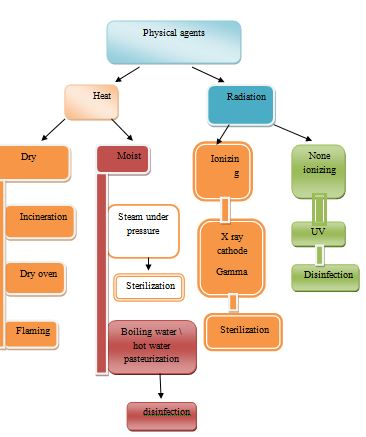 Physical agents
Heat
Radiation
Dry
Moist
Ionizin
g
None
ionizing
Incineration
Steam under
pressure
X ray
cathode
Gamma
UV
Dry oven
Sterilization
Disinfection
Flaming
Boiling water \
hot water
pasteurization
Sterilization
disinfection